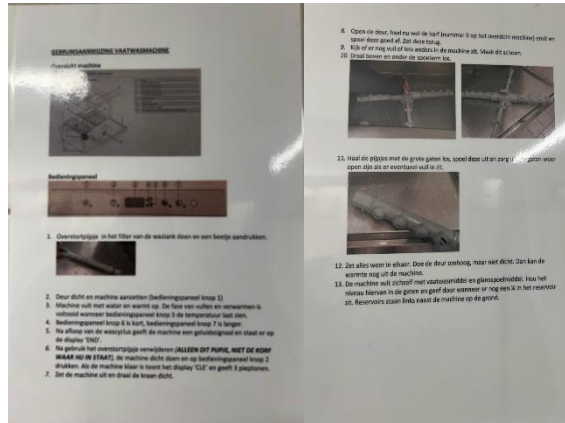 GEBRUIKSAANWIJZING VAATWASMACHINE
Overzicht machine
Bedieningspaneel
1. Overstortpijpje in het filter van de wastank doen en een beetje aandrukken.
2. Deur dicht en machine aanzetten (bedieningspaneel knop 1)
3. Machine vult met water en warmt op. De fase van vullen en verwarmen is
voltooid wanneer bedieningspaneel knop 3 de temperatuur laat zien.
4. Bedieningspaneel knop 6 is kort, bedieningspaneel knop 7 is langer.
5. Na afloop van de wascyclus geeft de machine een geluidssignaal en staat er op
de display 'END'.
6. Na gebruik het overstortpijpje verwijderen (ALLEEN DIT PIJPJE, NIET DE KORF
WAAR HIJ IN STAAT), de machine dicht doen en op bedieningspaneel knop 2
drukken. Als de machine klaar is toont het display 'CLE' en geeft 3 pieptonen.
7. Zet de machine uit en draai de kraan dicht.
8. Open de deur, haal nu wel de korf (nummer 5 op het overzicht machine) eruit en
spoel deze goed af. Zet deze terug.
9. Kijk of er nog vuil of iets anders in de machine zit. Maak dit schoon.
10. Draai boven en onder de spoelarm los.
11. Haal de pijpjes met de grote gaten los, spoel deze uit en zorg gaten weer
open zijn als er eventueel vuil in zit.
12. Zet alles weer in elkaar. Doe de deur omhoog, maar niet dicht. Dan kan de
warmte nog uit de machine.
13. De machine vult zichzelf met vaatwasmiddel en glansspoelmiddel. Hou het
niveau hiervan in de gaten en geef door wanneer er nog een ¼ in het reservoir
zit. Reservoirs staan links naast de machine op de grond.